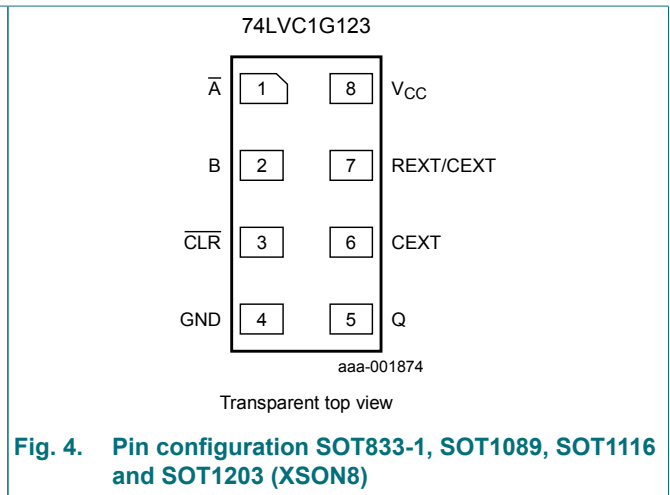 74LVC1G123
A̅ 1 8 VCC
B 2 7 REXT/CEXT
C̅L̅R̅ 3 6 CEXT
GND 4 5 Q
aaa-001874
Transparent top view
Fig. 4. Pin configuration SOT833-1, SOT1089, SOT1116
and SOT1203 (XSON8)